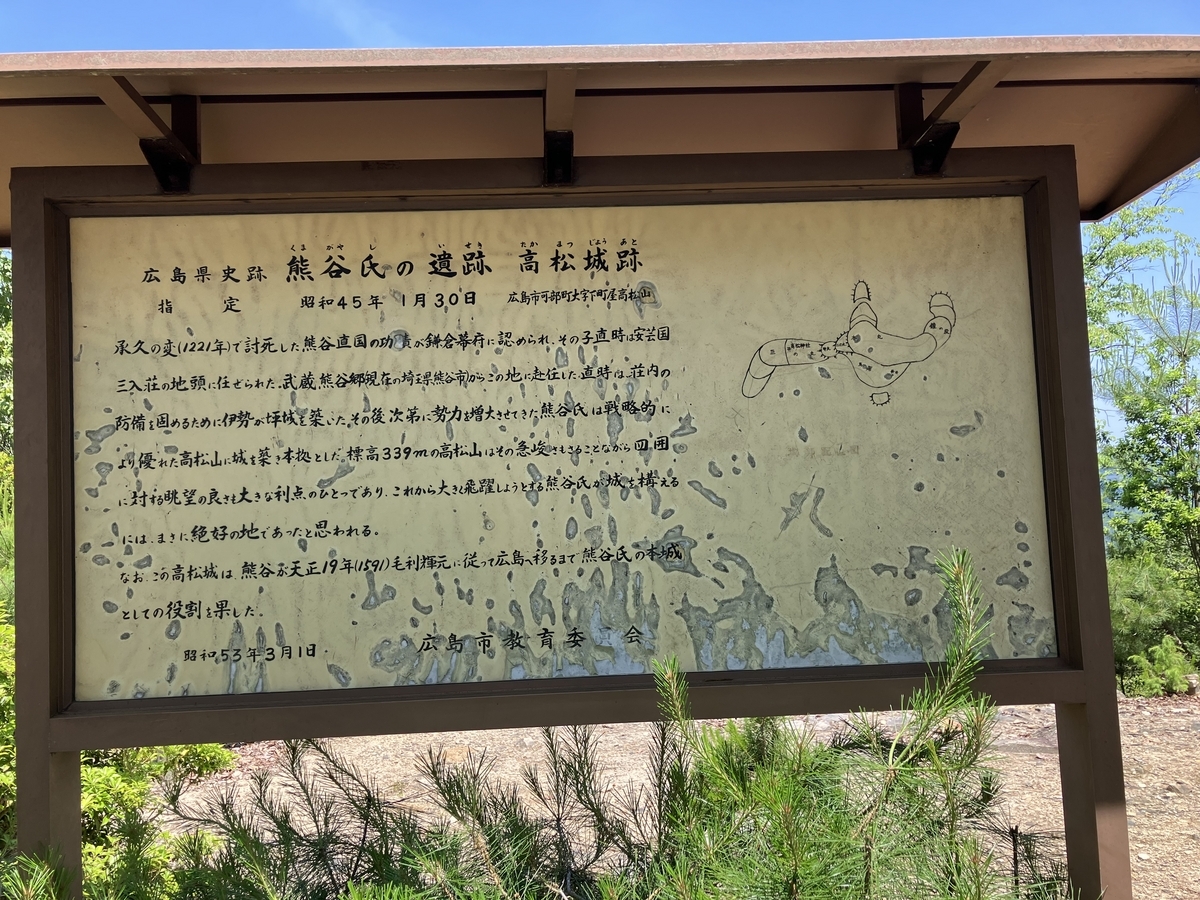 くまがやし いせき たかまつじょうあと
広島県史跡 熊谷氏の遺跡 高松城跡
指定 昭和45年1月30日 広島市可部町大字下町屋高松山
承久の変(1221年)で討死した熊谷直国の功 が鎌倉幕府に認められ、その子直時は安芸国
三入荘の地頭に任ぜられた。武蔵熊谷郷現在の埼玉県熊谷市)からこの地に赴任した直時は、荘内の
防備を固めるために伊勢が坪城を築いた。その後次第に勢力を増大させてきた熊谷氏は戦略的に
より優れた高松山に城を築き本拠とした。標高339mの高松山はその急峻さもさることながら四囲
に対する眺望の良さも大きな利点のひとつであり、これから大きく飛躍しようとする熊谷氏が城を構える
には、まさに絶好の地であったと思われる。
なお、この高松城は、熊谷氏が天正19年(1591)毛利輝元に従って広島へ移るまで熊谷氏の本城
としての役割を果した。
昭和53年3月1日 広島市教育委 会